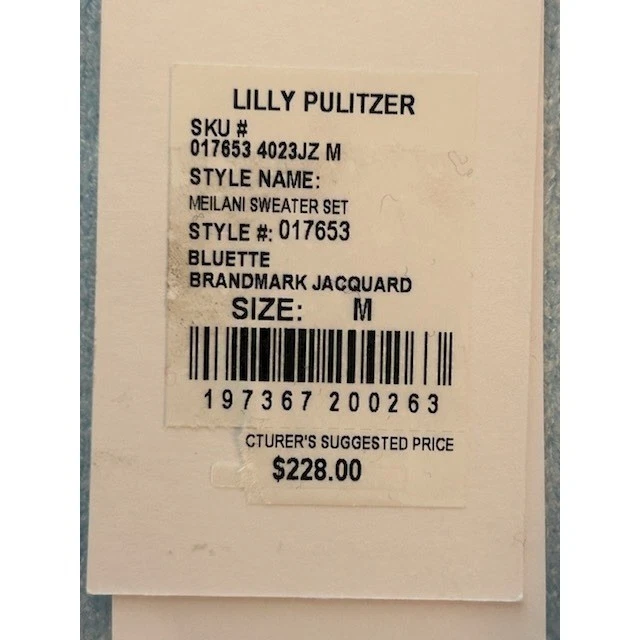 LILLY PULITZER
SKU #
017653 4023JZ M
STYLE NAME:
MEILANI SWEATER SET
STYLE #: 017653
BLUETTE
BRANDMARK JACQUARD
SIZE: M
197367 200263
CTURER'S SUGGESTED PRICE
$228.00